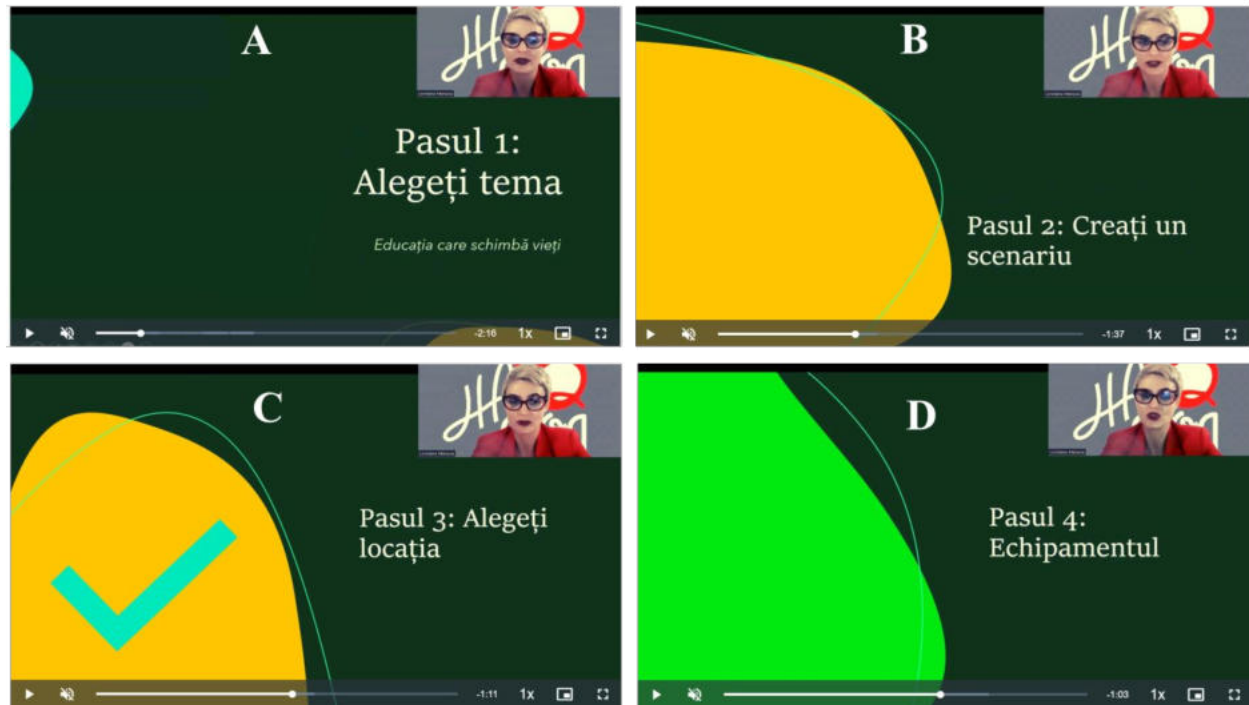 A
Pasul 1:
Alegeți tema
Educația care schimbă vieți
-2:16 1x
B
Pasul 2: Creați un
scenariu
-1:37 1x
C
Pasul 3: Alegeți
locația
-1:11 1x
D
Pasul 4:
Echipamentul
-1:03 1x